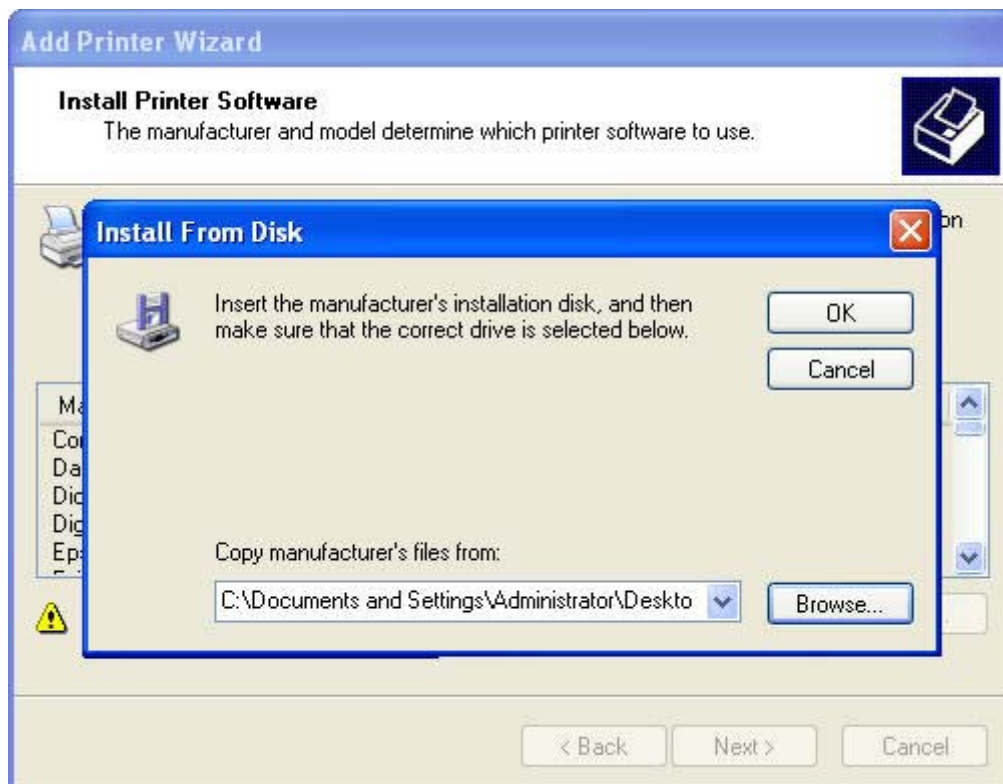 Add Printer Wizard
Install Printer Software
The manufacturer and model determine which printer software to use.
Install From Disk
Insert the manufacturer's installation disk, and then
make sure that the correct drive is selected below.
OK
Cancel
Copy manufacturer's files from:
C:\Documents and Settings\Administrator\Deskto
Browse...
< Back
Next >
Cancel